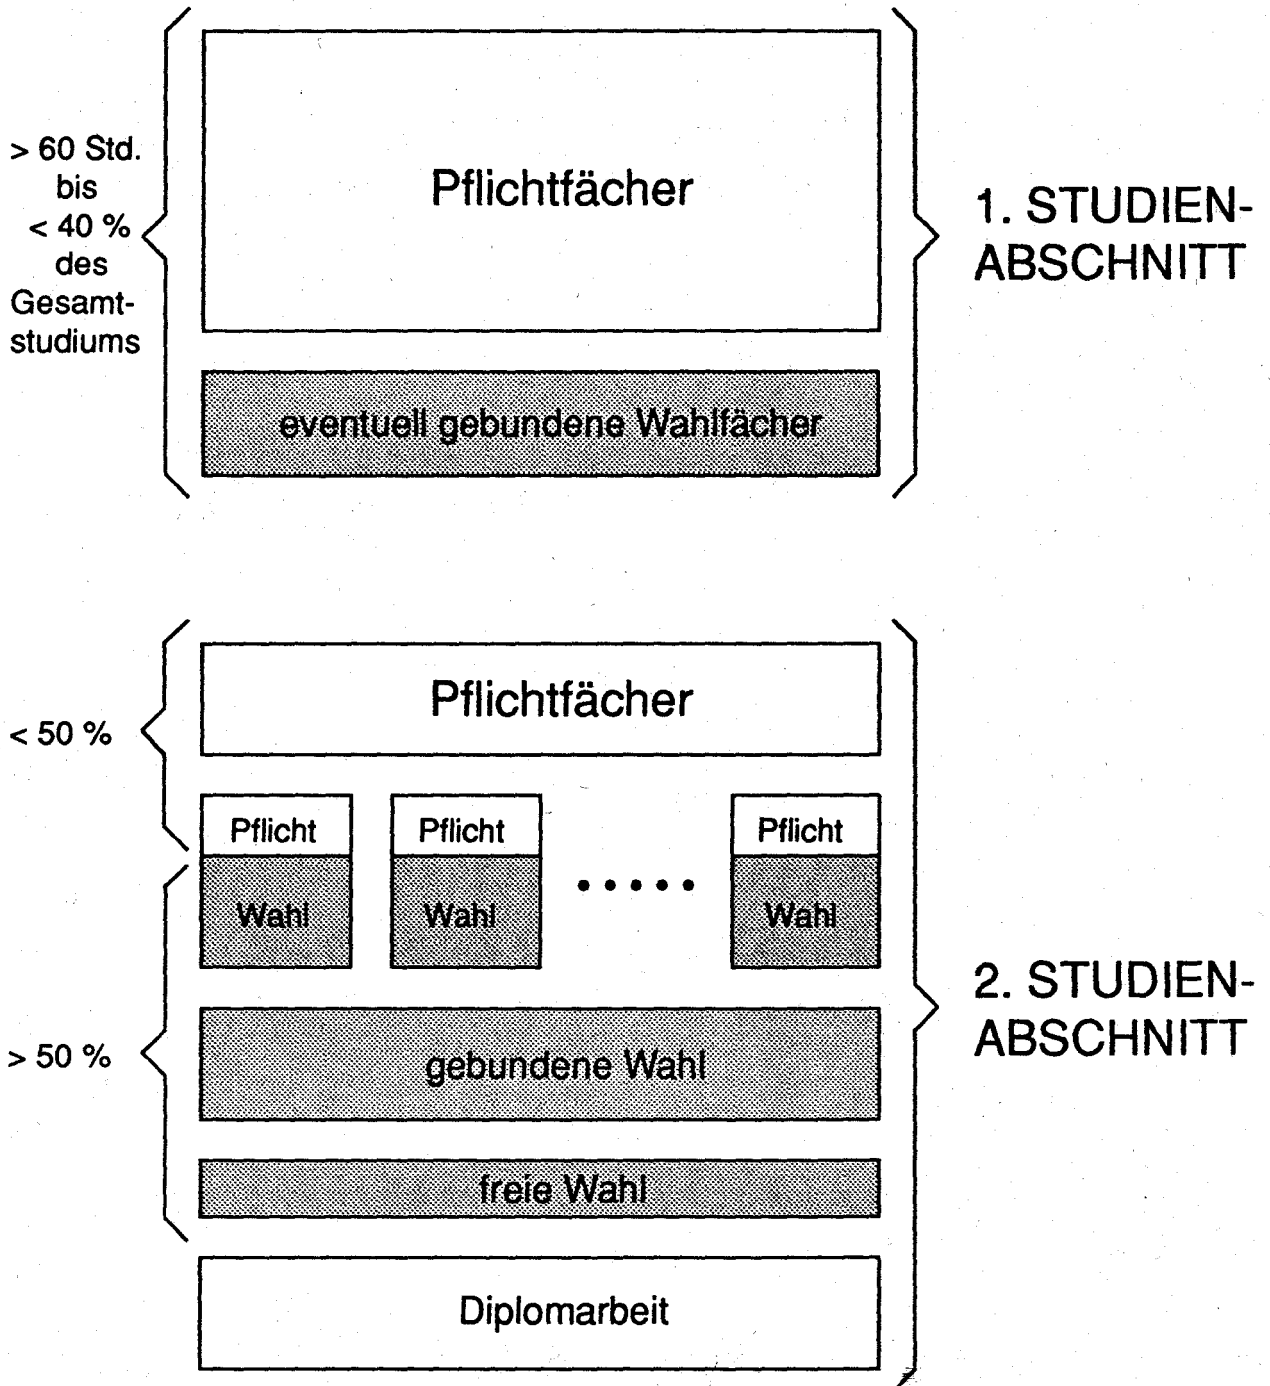 > 60 Std.
bis
< 40 %
des
Gesamt-
studiums
Pflichtfächer
eventuell gebundene Wahlfächer
1. STUDIEN-
ABSCHNITT
< 50 %
Pflichtfächer
Pflicht
Pflicht
Pflicht
Wahl
Wahl
.....
Wahl
> 50 %
gebundene Wahl
freie Wahl
Diplomarbeit
2. STUDIEN-
ABSCHNITT